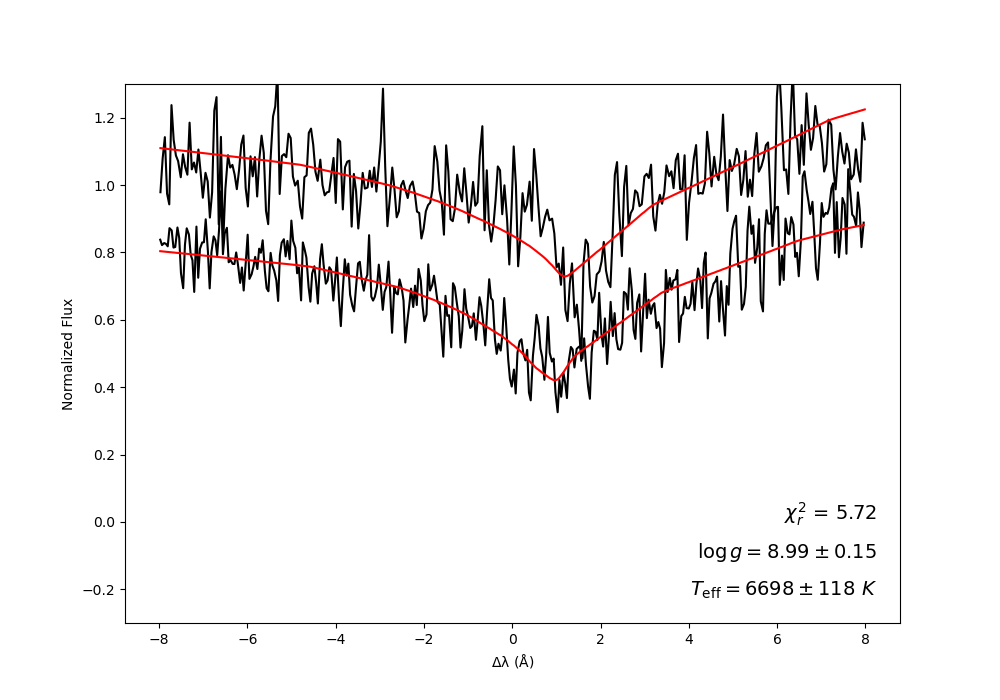 1.2
1.0
0.8
0.6
0.4
0.2
0.0
−0.2
Normalized Flux
χ²ᵣ = 5.72
log g = 8.99 ± 0.15
T_eff = 6698 ± 118 K
−8 −6 −4 −2 0 2 4 6 8
Δλ (Å)